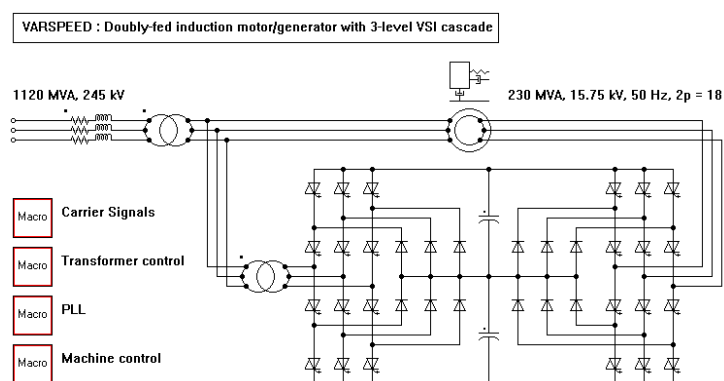 VARSPEED : Doubly-fed induction motor/generator with 3-level VSI cascade
1120 MVA, 245 kV
230 MVA, 15.75 kV, 50 Hz, 2p = 18
Macro
Carrier Signals
Macro
Transformer control
Macro
PLL
Macro
Machine control